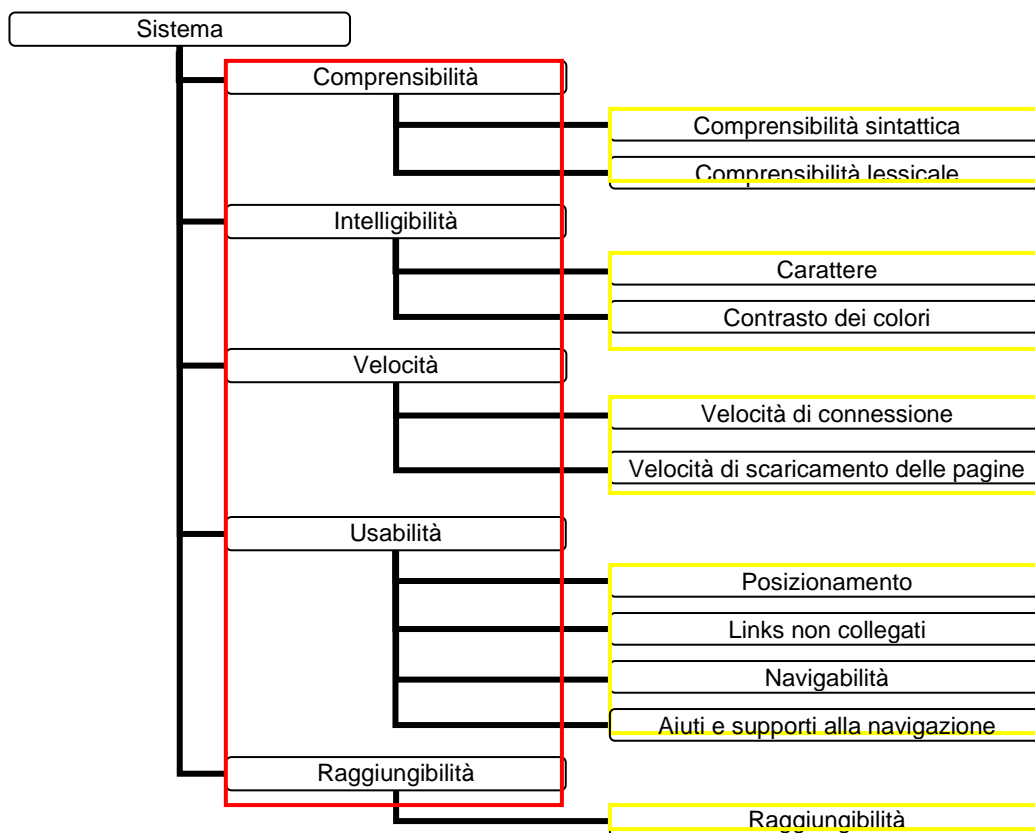 Sistema
Comprensibilità
Comprensibilità sintattica
Comprensibilità lessicale
Intelligibilità
Carattere
Contrasto dei colori
Velocità
Velocità di connessione
Velocità di scaricamento delle pagine
Usabilità
Posizionamento
Links non collegati
Navigabilità
Aiuti e supporti alla navigazione
Raggiungibilità
Raggiungibilità